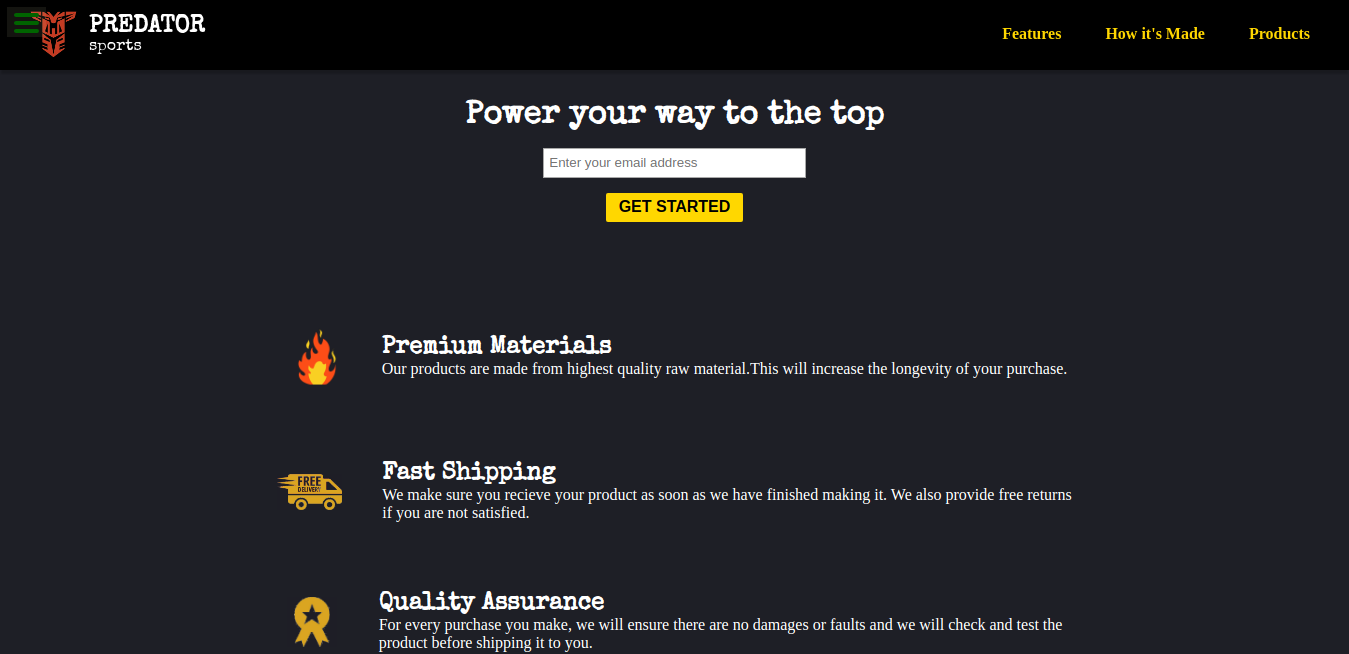 PREDATOR
sports
Features
How it's Made
Products
Power your way to the top
Enter your email address
GET STARTED
Premium Materials
Our products are made from highest quality raw material.This will increase the longevity of your purchase.
FREE
DELIVERY
Fast Shipping
We make sure you recieve your product as soon as we have finished making it. We also provide free returns
if you are not satisfied.
Quality Assurance
For every purchase you make, we will ensure there are no damages or faults and we will check and test the
product before shipping it to you.